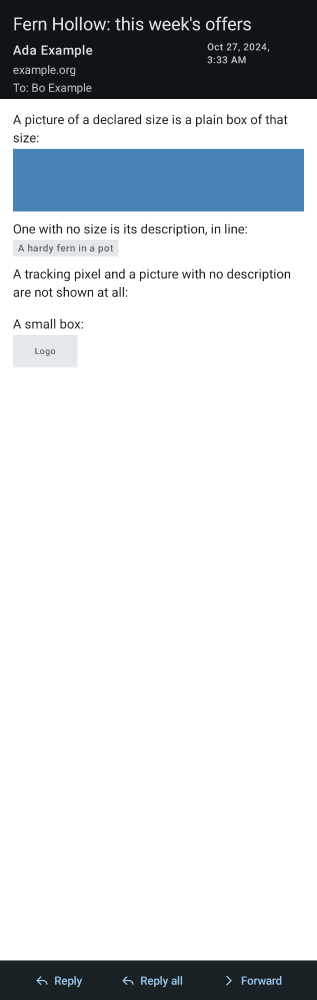 Fern Hollow: this week's offers
Ada Example
Oct 27, 2024,
3:33 AM
example.org
To: Bo Example
A picture of a declared size is a plain box of that
size:
One with no size is its description, in line:
A hardy fern in a pot
A tracking pixel and a picture with no description
are not shown at all:
A small box:
Logo
Reply
Reply all
Forward